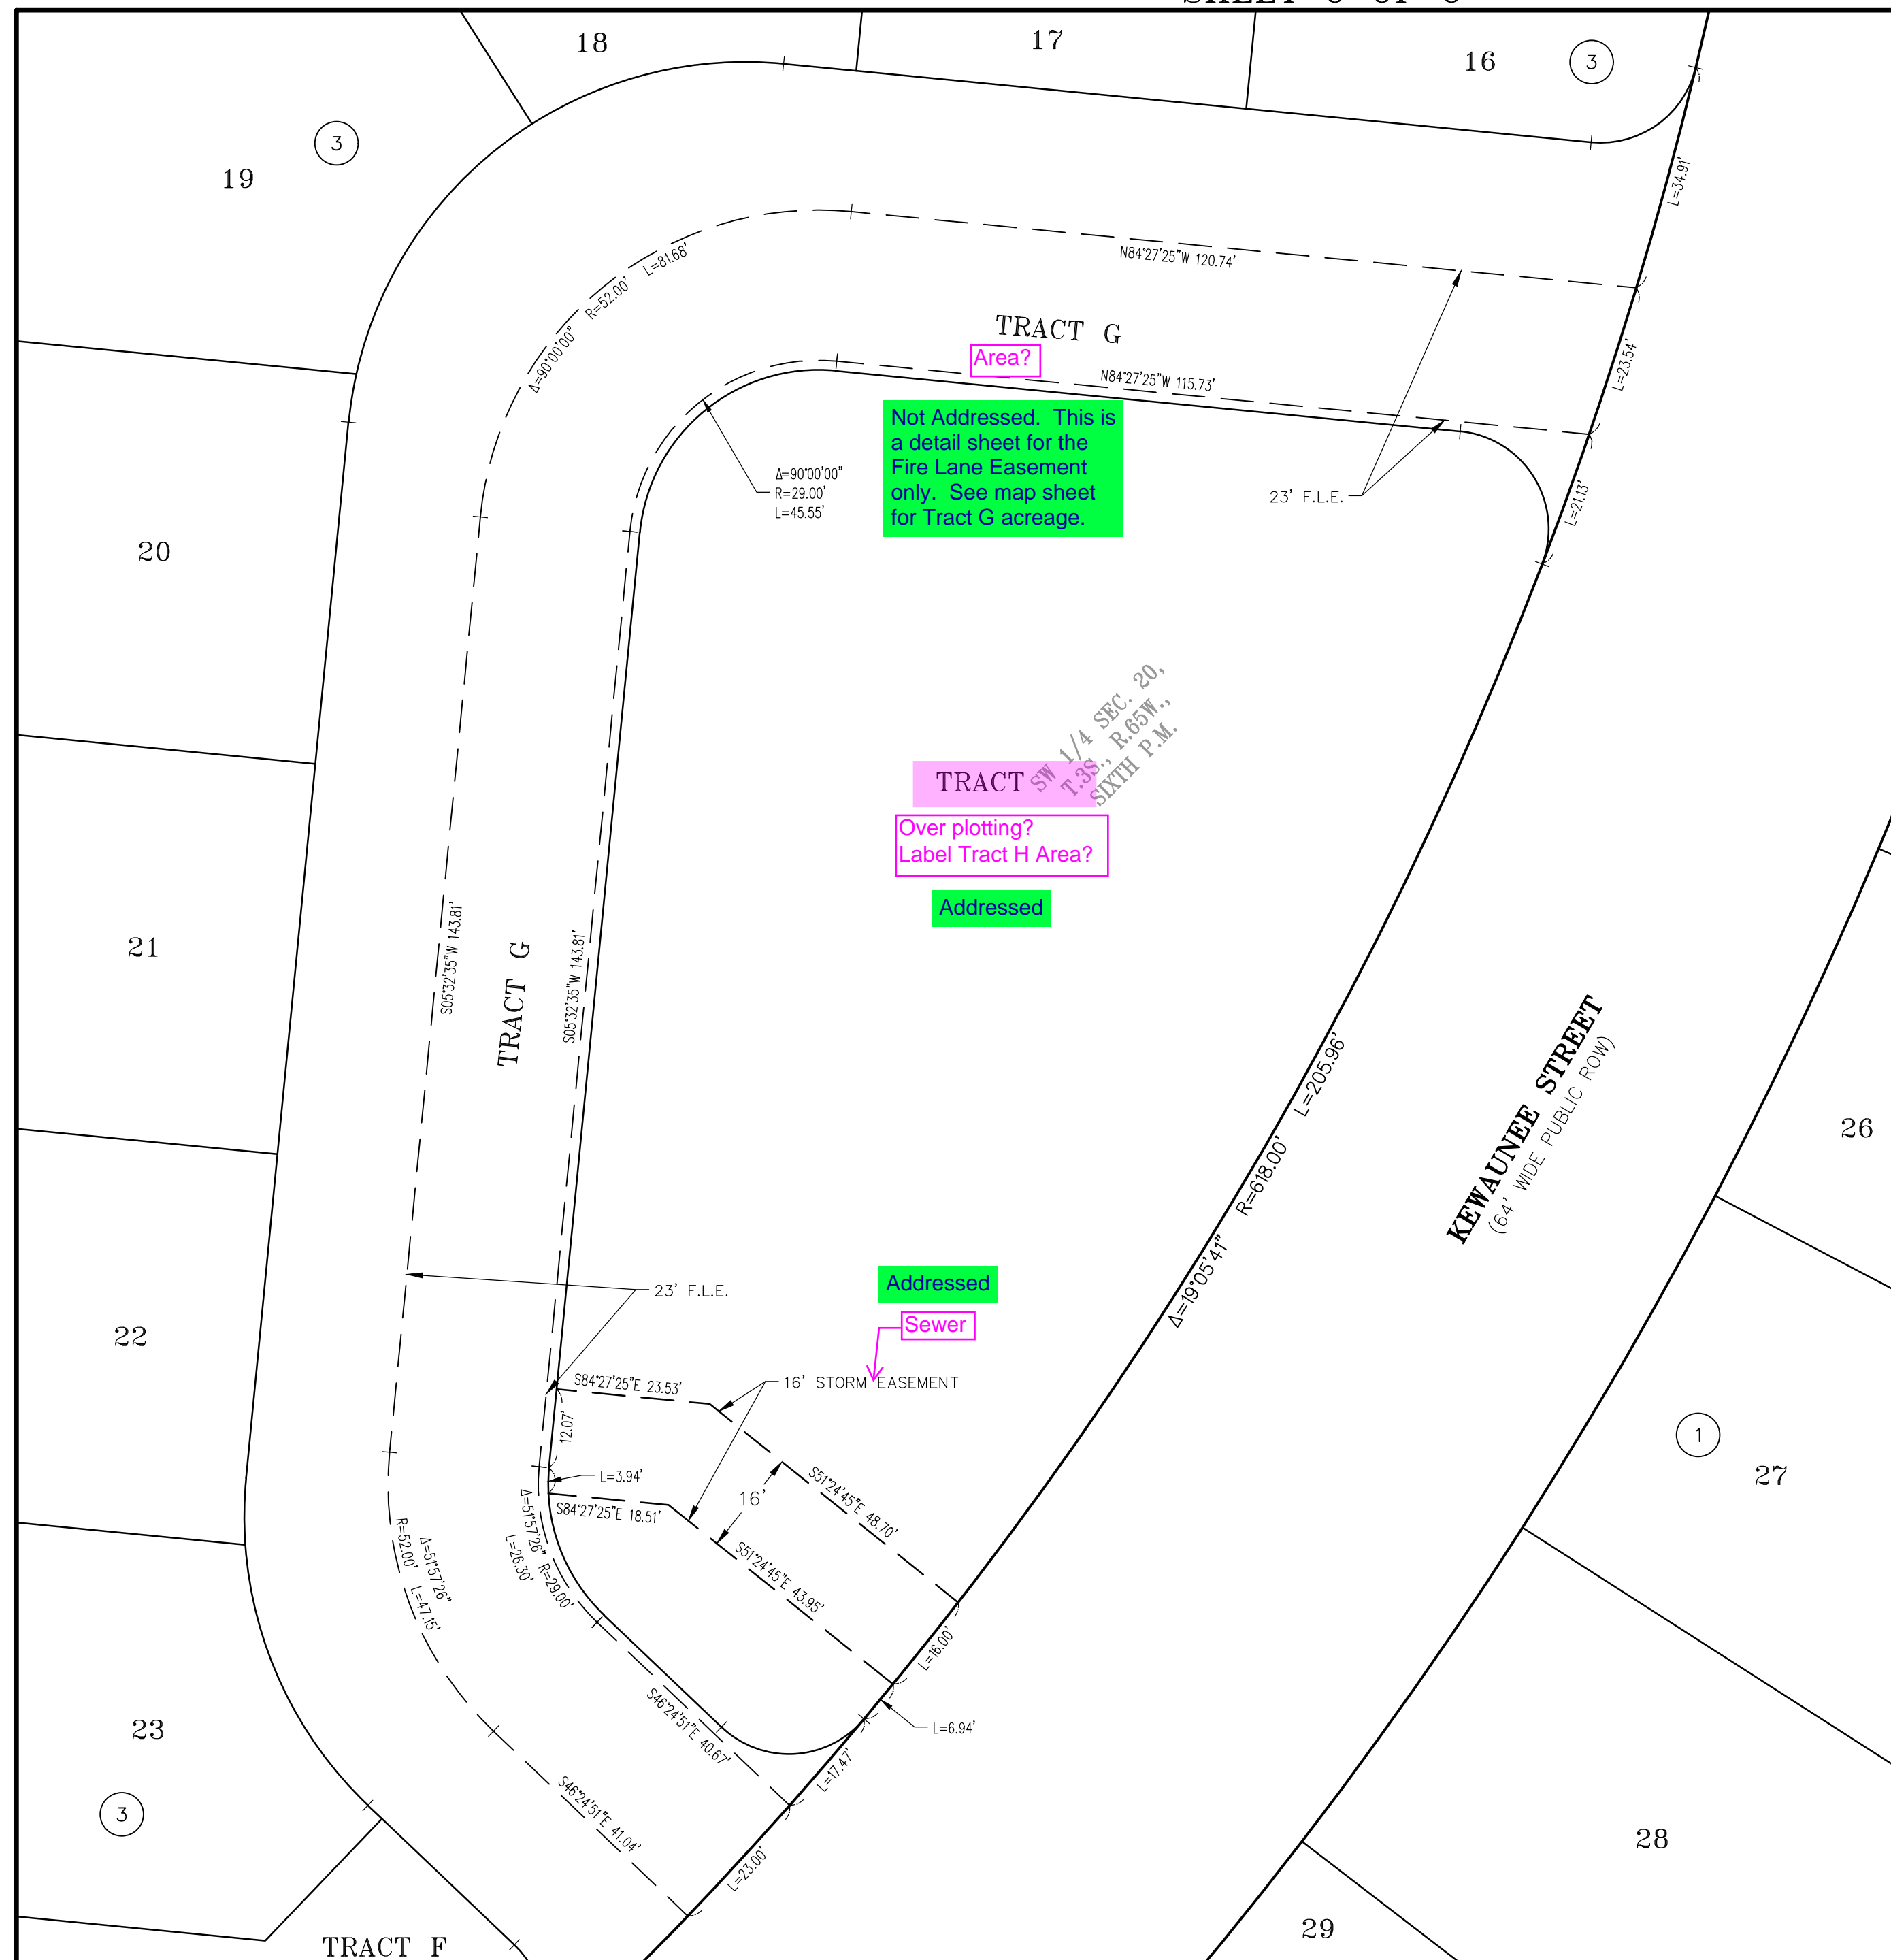 18
17
16
3
3
19
L=34.91'
L=81.68'
R=52.00'
Δ=90°00'00"
N84°27'25"W 120.74'
TRACT G
Area?
N84°27'25"W 115.73'
L=23.54'
Not Addressed. This is
a detail sheet for the
Fire Lane Easement
only. See map sheet
for Tract G acreage.
Δ=90°00'00"
R=29.00'
L=45.55'
23' F.L.E.
L=21.13'
20
SW 1/4 SEC. 20,
T.3S., R.65W.,
SIXTH P.M.
TRACT
Over plotting?
Label Tract H Area?
Addressed
21
S05°32'35"W 143.81'
TRACT G
S05°32'35"W 143.81'
Δ=19°05'41" R=618.00' L=205.96'
KEWAUNEE STREET
(64' WIDE PUBLIC ROW)
26
22
23' F.L.E.
Addressed
Sewer
S84°27'25"E 23.53'
16' STORM EASEMENT
12.07'
L=3.94'
S84°27'25"E 18.51'
16'
S51°24'45"E 48.70'
S51°24'45"E 43.95'
1
27
Δ=51°57'26" R=29.00'
L=26.30'
Δ=51°57'26"
R=52.00' L=47.15'
L=16.00'
L=6.94'
S46°24'51"E 40.67'
L=17.47'
S46°24'51"E 41.04'
L=23.00'
23
3
28
29
TRACT F